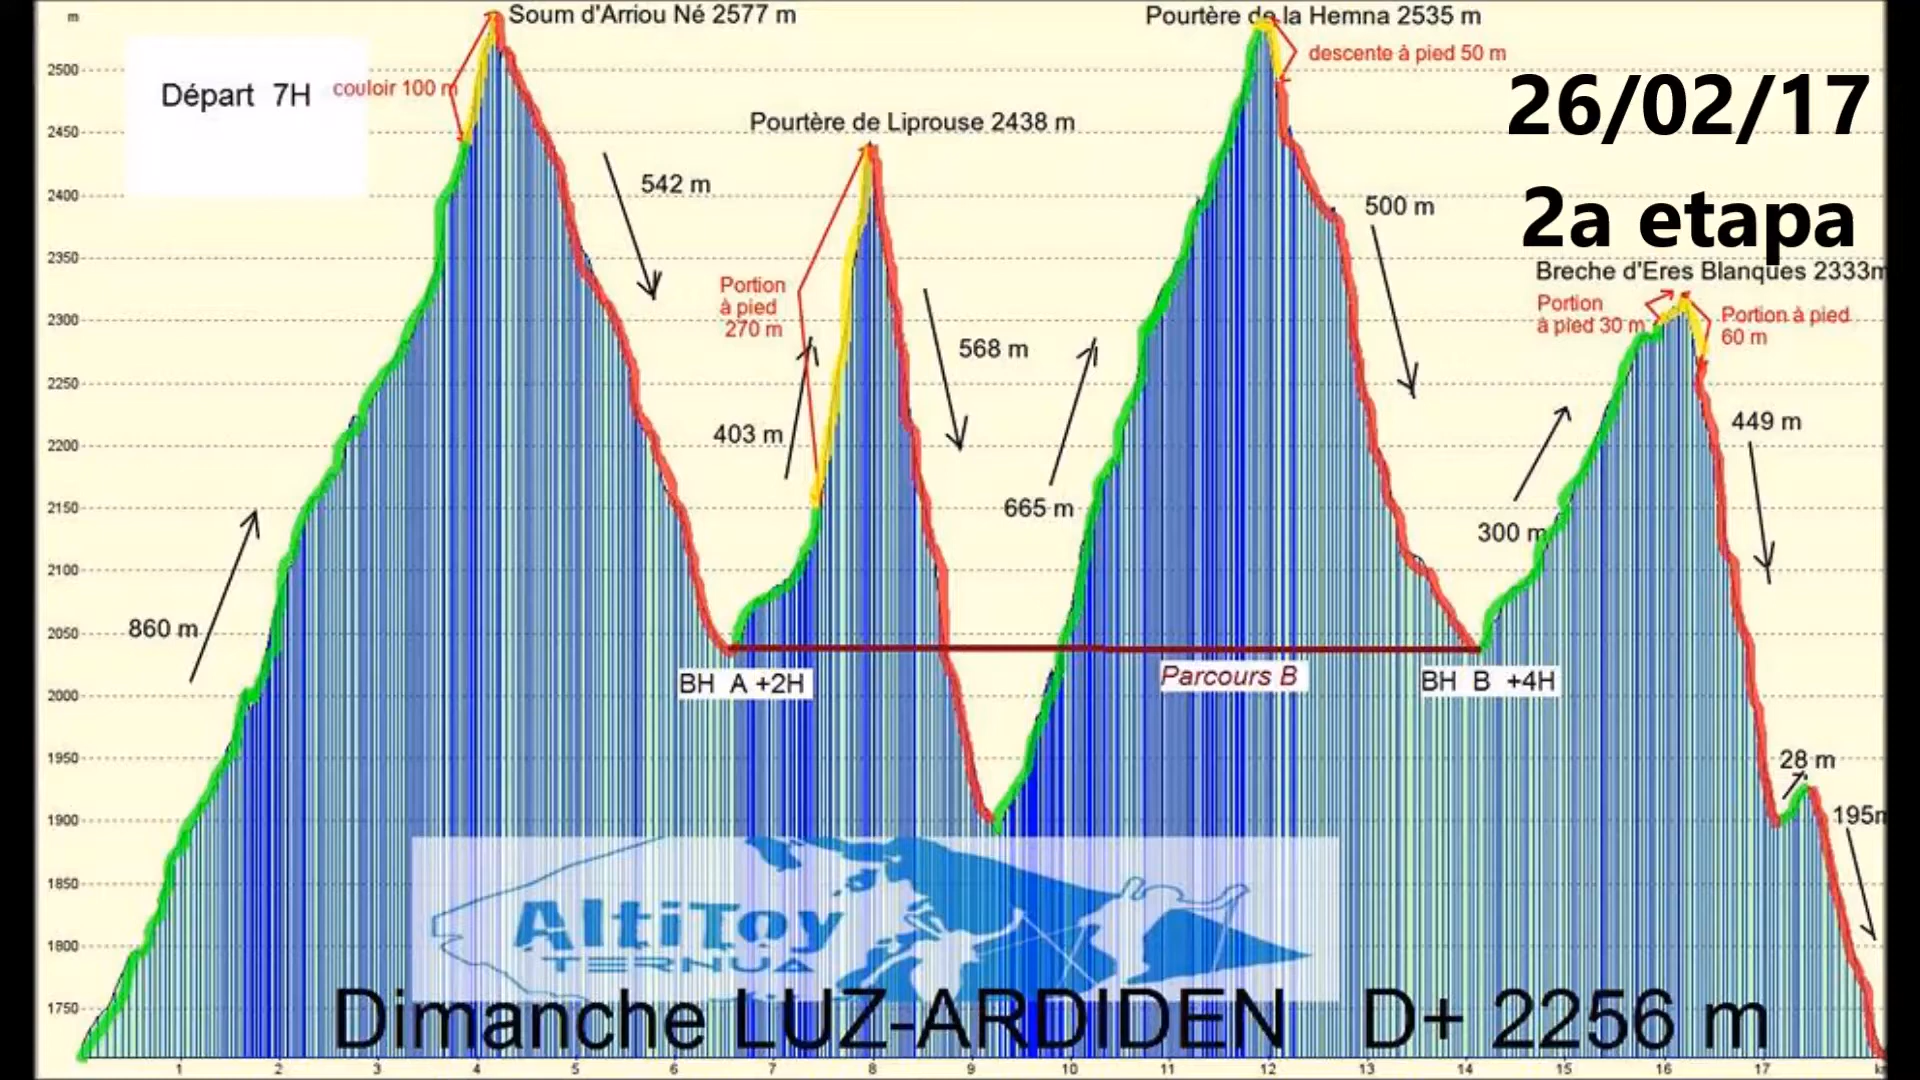 m
Soum d'Arriou Né 2577 m
Pourtère de la Hemna 2535 m
descente à pied 50 m
Départ 7H
couloir 100 m
26/02/17
2a etapa
Pourtère de Liprouse 2438 m
542 m
500 m
Breche d'Eres Blanques 2333m
Portion
à pied
270 m
Portion
à pied 30 m
Portion à pied
60 m
568 m
403 m
449 m
665 m
300 m
860 m
BH A +2H
Parcours B
BH B +4H
28 m
195m
2500
2450
2400
2350
2300
2250
2200
2150
2100
2050
2000
1950
1900
1850
1800
1750
AltiToy
TERNUA
Dimanche LUZ-ARDIDEN D+ 2256 m
1 2 3 4 5 6 7 8 9 10 11 12 13 14 15 16 17